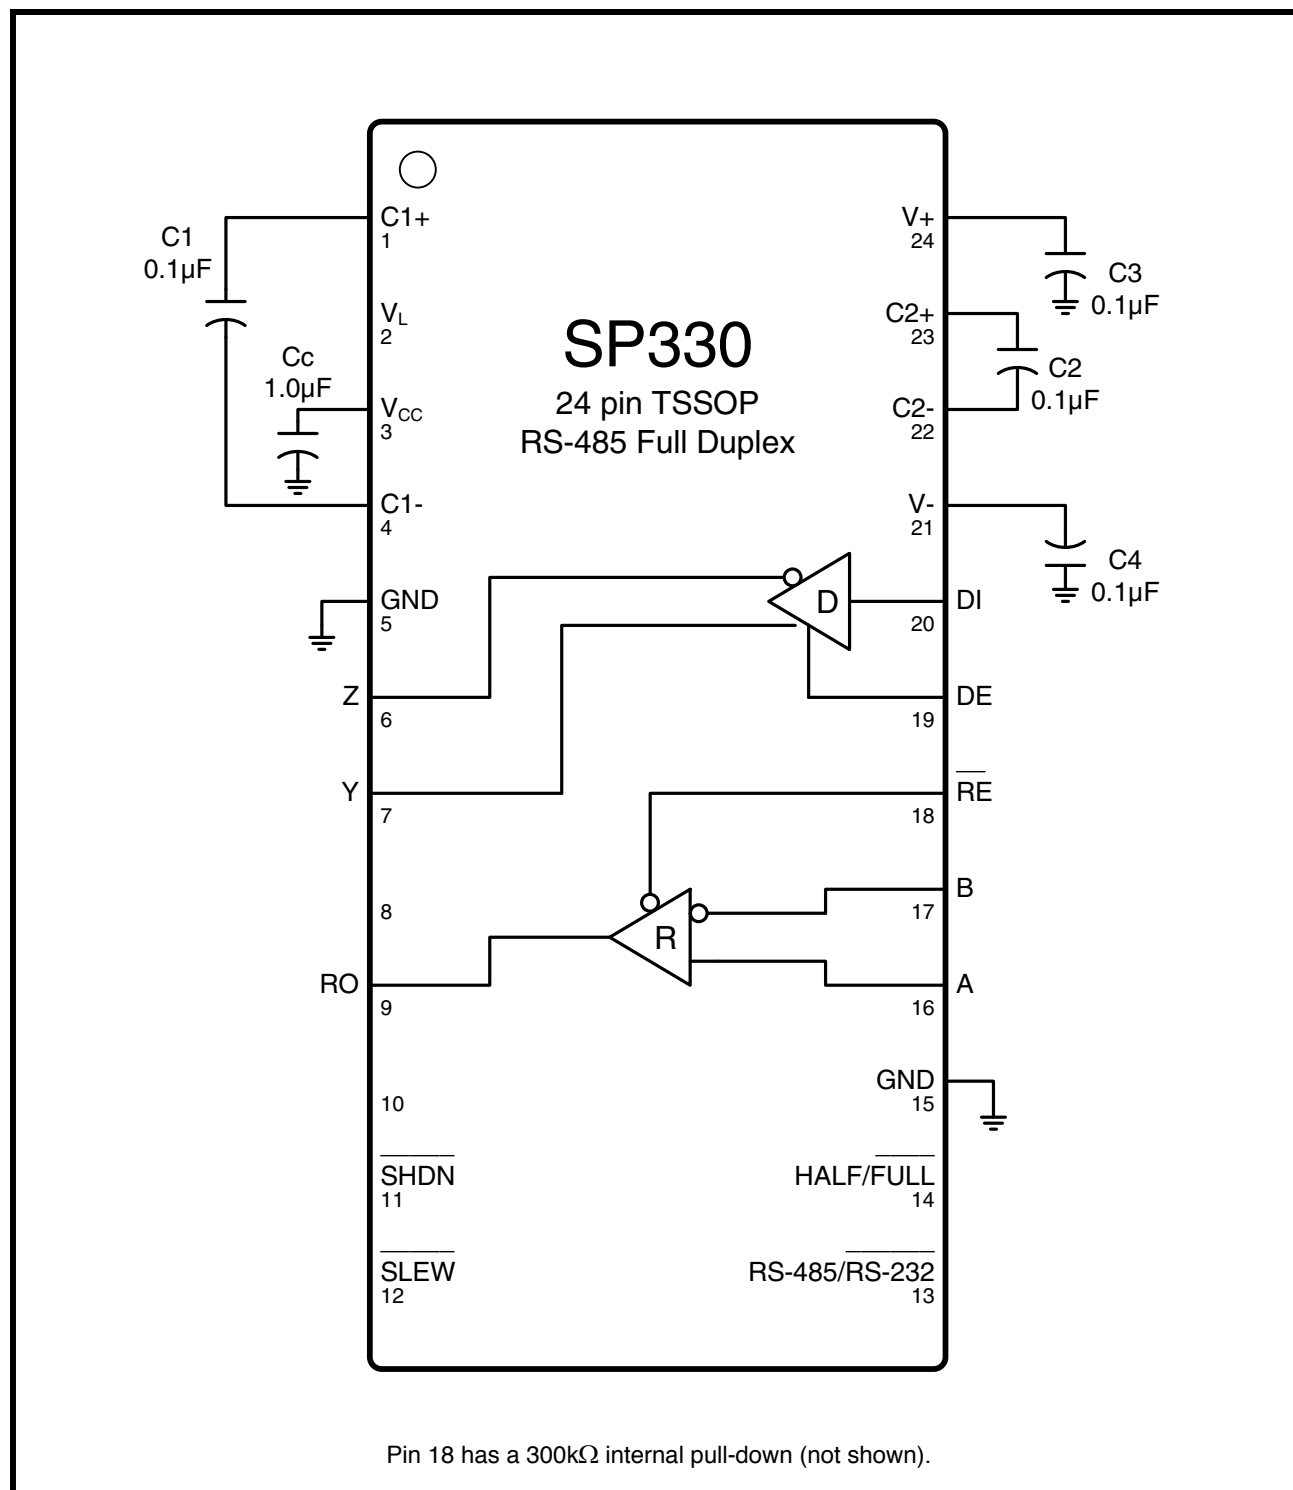 C1+
1
C1
0.1µF
VL
2
Cc
1.0µF
VCC
3
C1-
4
GND
5
Z
6
Y
7
8
RO
9
10
SHDN
11
SLEW
12
SP330
24 pin TSSOP
RS-485 Full Duplex
D
R
V+
24
C3
0.1µF
C2+
23
C2
0.1µF
C2-
22
V-
21
C4
0.1µF
DI
20
DE
19
RE
18
B
17
A
16
GND
15
HALF/FULL
14
RS-485/RS-232
13
Pin 18 has a 300kΩ internal pull-down (not shown).